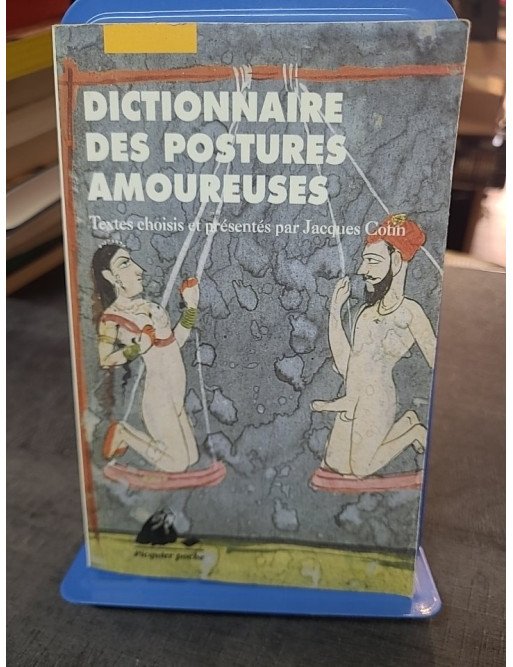 DICTIONNAIRE
DES POSTURES
AMOUREUSES
Textes choisis et présentés par Jacques Cotin
Picquier poche